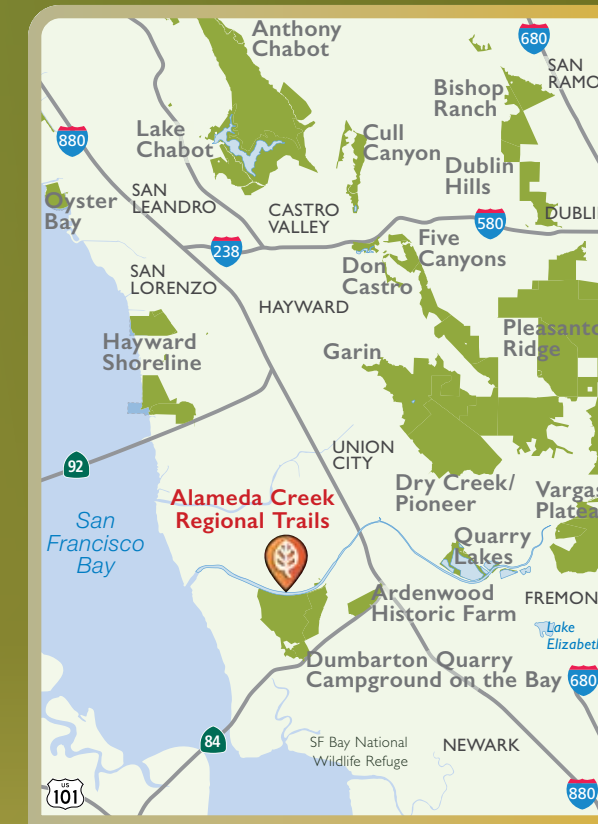 Anthony
Chabot
680
SAN
RAMO
Bishop
Ranch
880
Lake
Chabot
Cull
Canyon
Dublin
Hills
Oyster
Bay
SAN
LEANDRO
CASTRO
VALLEY
580
DUBLI
238
Five
Canyons
Don
Castro
SAN
LORENZO
HAYWARD
Pleasanto
Ridge
Hayward
Shoreline
Garin
92
UNION
CITY
Dry Creek/
Pioneer
Vargas
Platea
Alameda Creek
Regional Trails
San
Francisco
Bay
Quarry
Lakes
Ardenwood
Historic Farm
FREMON
Lake
Elizabeth
Dumbarton Quarry
Campground on the Bay
680
84
SF Bay National
Wildlife Refuge
NEWARK
US
101
880